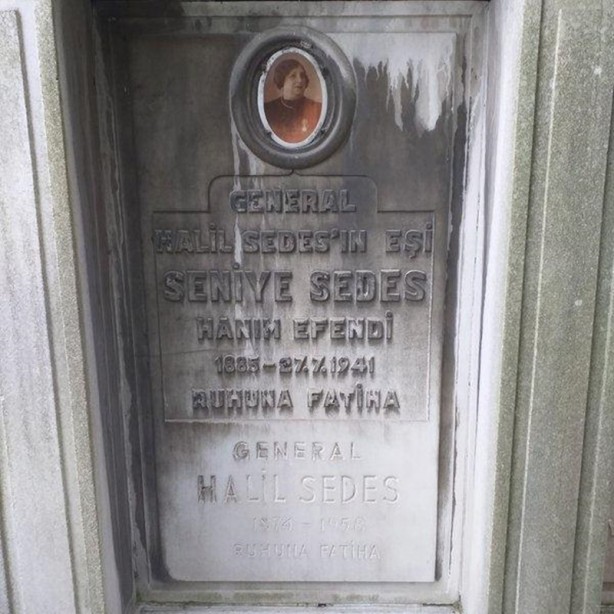 GENERAL
HALİL SEDES'IN EŞİ
SENİYE SEDES
HANIM EFENDİ
1885-27.7.1941
RUHUNA FATİHA
GENERAL
HALİL SEDES
RUHUNA FATİHA